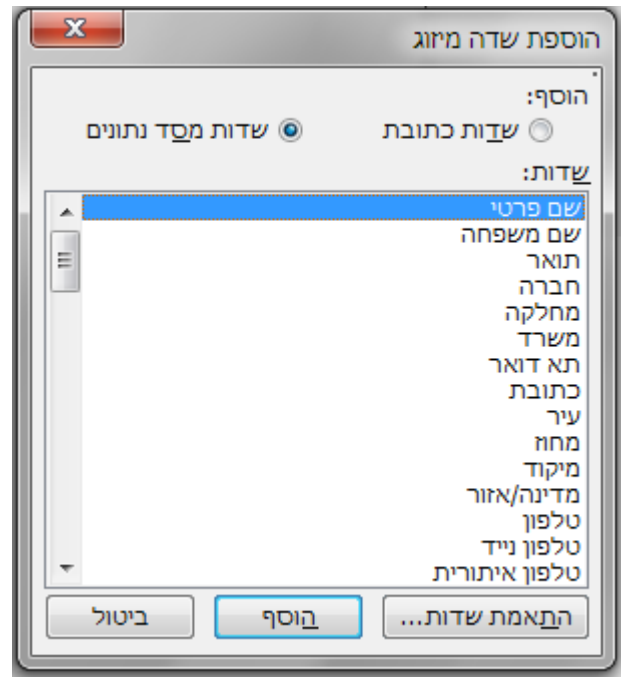 הוספת שדה מיזוג
הוסף:
שדות כתובת שדות מסד נתונים
שדות:
שם פרטי
שם משפחה
תואר
חברה
מחלקה
משרד
תא דואר
כתובת
עיר
מחוז
מיקוד
מדינה/אזור
טלפון
טלפון נייד
טלפון איתורית
התאמת שדות... הוסף ביטול